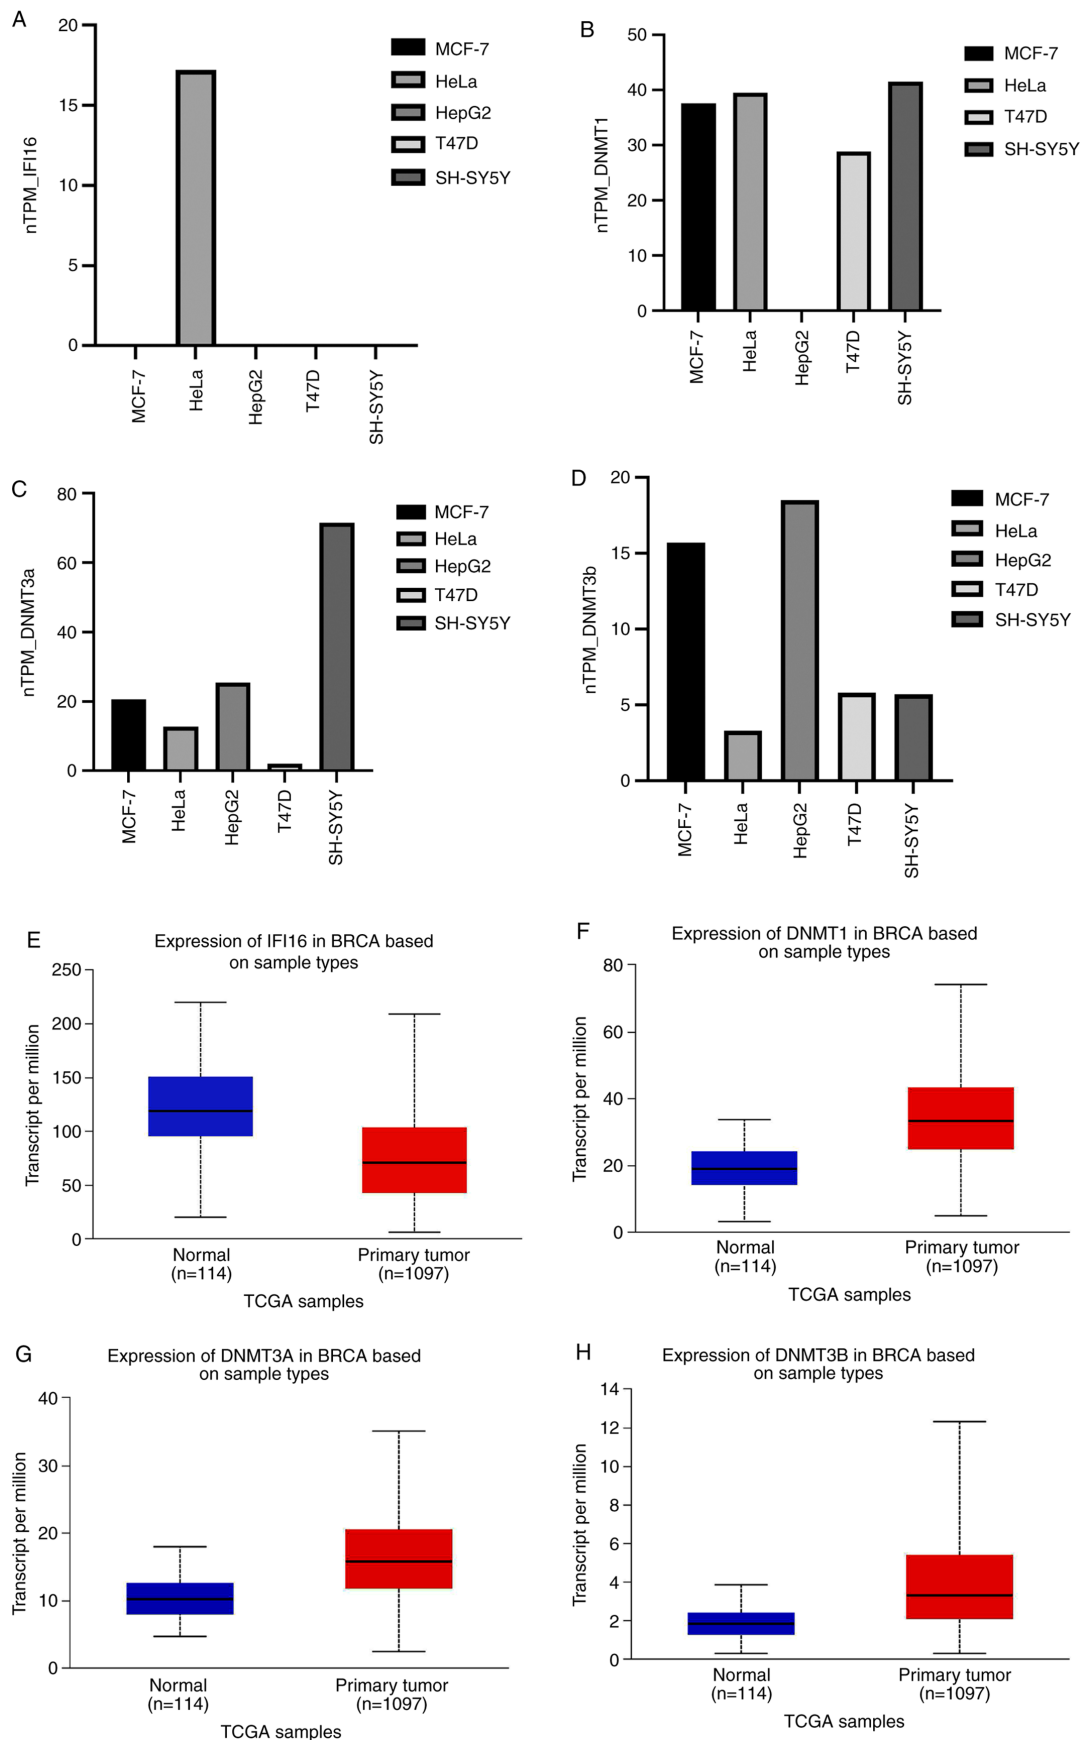 A
nTPM_IFI16
20
15
10
5
0
MCF-7
HeLa
HepG2
T47D
SH-SY5Y
MCF-7
HeLa
HepG2
T47D
SH-SY5Y
B
nTPM_DNMT1
50
40
30
20
10
0
MCF-7
HeLa
HepG2
T47D
SH-SY5Y
MCF-7
HeLa
T47D
SH-SY5Y
C
nTPM_DNMT3a
80
60
40
20
0
MCF-7
HeLa
HepG2
T47D
SH-SY5Y
MCF-7
HeLa
HepG2
T47D
SH-SY5Y
D
nTPM_DNMT3b
20
15
10
5
0
MCF-7
HeLa
HepG2
T47D
SH-SY5Y
MCF-7
HeLa
HepG2
T47D
SH-SY5Y
E
Expression of IFI16 in BRCA based
on sample types
Transcript per million
250
200
150
100
50
0
Normal
(n=114)
Primary tumor
(n=1097)
TCGA samples
F
Expression of DNMT1 in BRCA based
on sample types
Transcript per million
80
60
40
20
0
Normal
(n=114)
Primary tumor
(n=1097)
TCGA samples
G
Expression of DNMT3A in BRCA based
on sample types
Transcript per million
40
30
20
10
0
Normal
(n=114)
Primary tumor
(n=1097)
TCGA samples
H
Expression of DNMT3B in BRCA based
on sample types
Transcript per million
14
12
10
8
6
4
2
0
Normal
(n=114)
Primary tumor
(n=1097)
TCGA samples